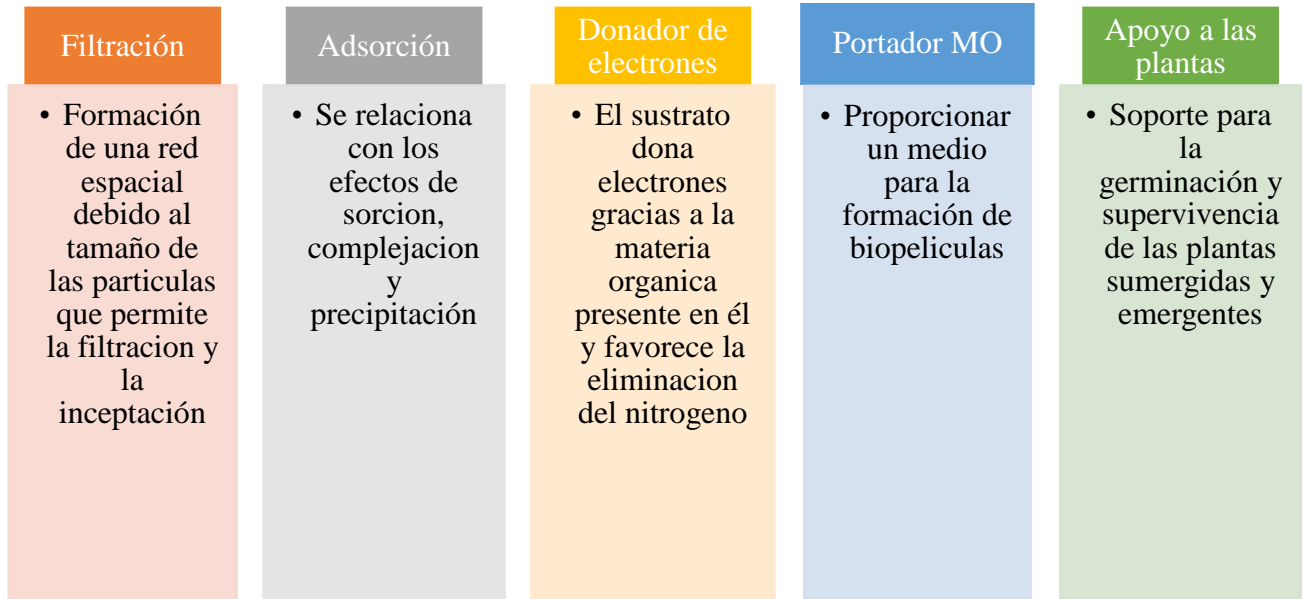 Filtración
• Formación
de una red
espacial
debido al
tamaño de
las particulas
que permite
la filtracion y
la
inceptación
Adsorción
• Se relaciona
con los
efectos de
sorcion,
complejacion
y
precipitación
Donador de
electrones
• El sustrato
dona
electrones
gracias a la
materia
organica
presente en él
y favorece la
eliminacion
del nitrogeno
Portador MO
• Proporcionar
un medio
para la
formación de
biopeliculas
Apoyo a las
plantas
• Soporte para
la
germinación y
supervivencia
de las plantas
sumergidas y
emergentes